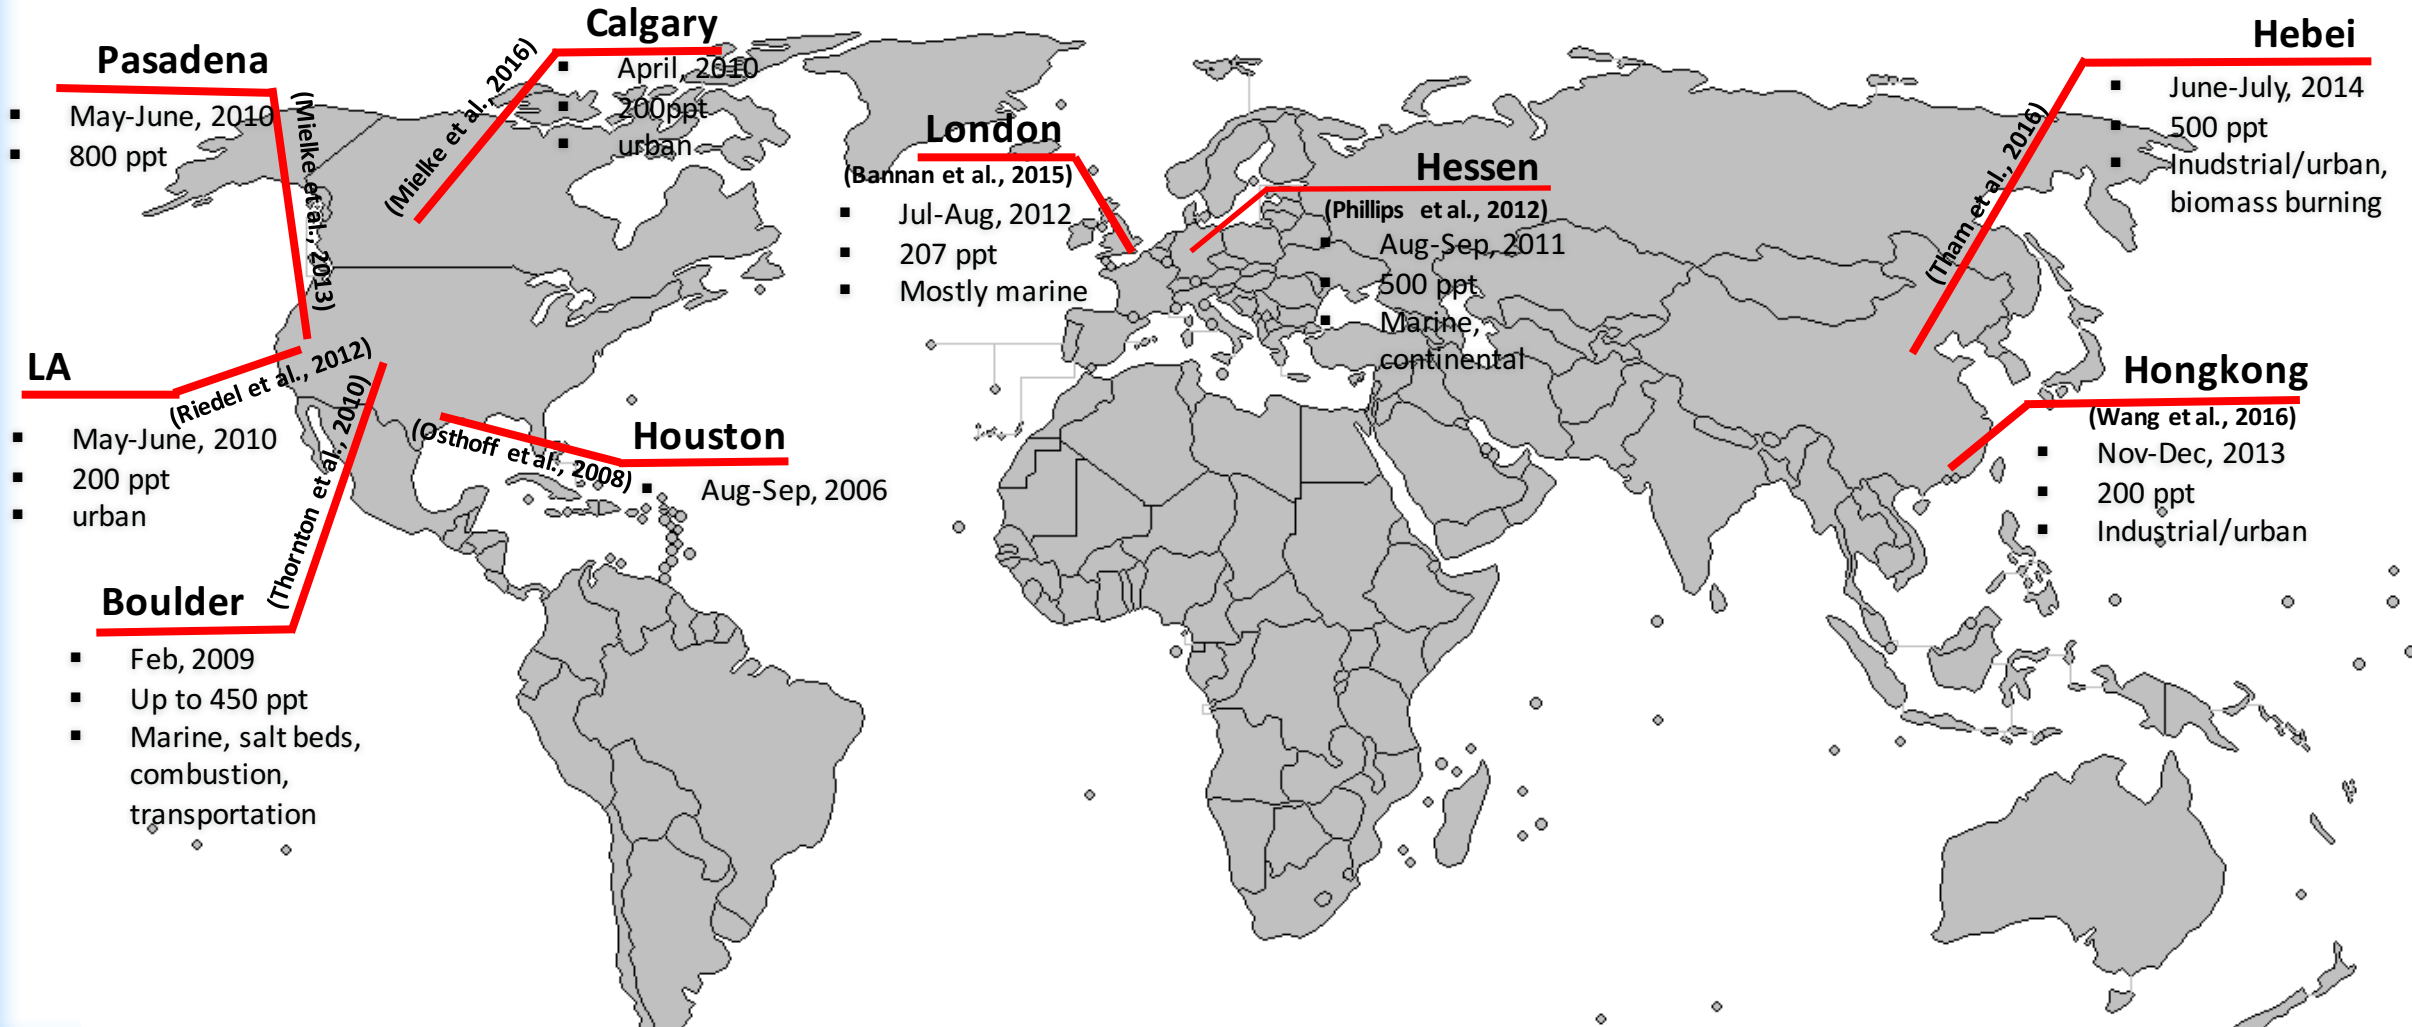 Calgary
(Mielke et al., 2016)
▪ April, 2010
▪ 200ppt
▪ urban
Pasadena
(Mielke et al., 2013)
▪ May-June, 2010
▪ 800 ppt
London
(Bannan et al., 2015)
▪ Jul-Aug, 2012
▪ 207 ppt
▪ Mostly marine
Hessen
(Phillips et al., 2012)
▪ Aug-Sep, 2011
▪ 500 ppt
▪ Marine,
continental
Hebei
(Tham et al., 2016)
▪ June-July, 2014
▪ 500 ppt
▪ Inudstrial/urban,
biomass burning
LA
(Riedel et al., 2012)
▪ May-June, 2010
▪ 200 ppt
▪ urban
Houston
(Osthoff et al., 2008)
▪ Aug-Sep, 2006
Hongkong
(Wang et al., 2016)
▪ Nov-Dec, 2013
▪ 200 ppt
▪ Industrial/urban
Boulder
(Thornton et al., 2010)
▪ Feb, 2009
▪ Up to 450 ppt
▪ Marine, salt beds,
combustion,
transportation